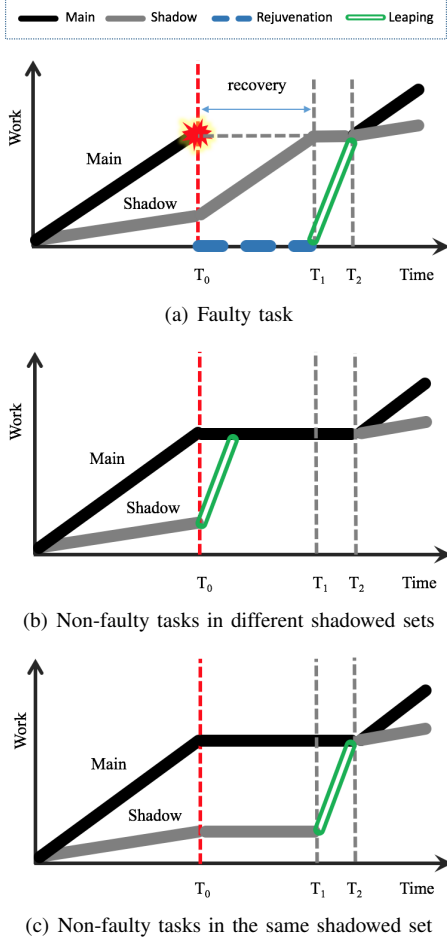 Main Shadow Rejuvenation Leaping
recovery
Work
Main
Shadow
T0 T1 T2 Time
(a) Faulty task
Work
Main
Shadow
T0 T1 T2 Time
(b) Non-faulty tasks in different shadowed sets
Work
Main
Shadow
T0 T1 T2 Time
(c) Non-faulty tasks in the same shadowed set